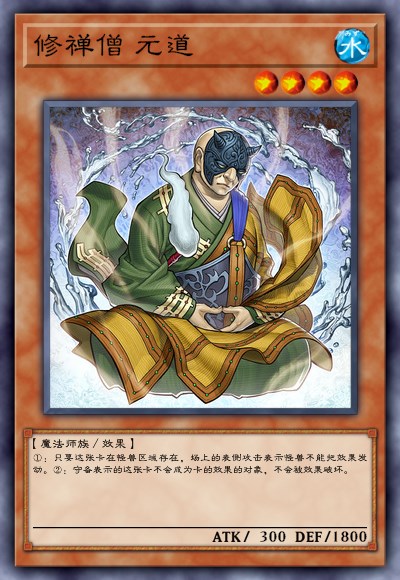 修禅僧 元道
水
【魔法师族／效果】
①：只要这张卡在怪兽区域存在，场上的表侧攻击表示怪兽不能把效果发
动。②：守备表示的这张卡不会成为卡的效果的对象，不会被效果破坏。
ATK/ 300 DEF/1800